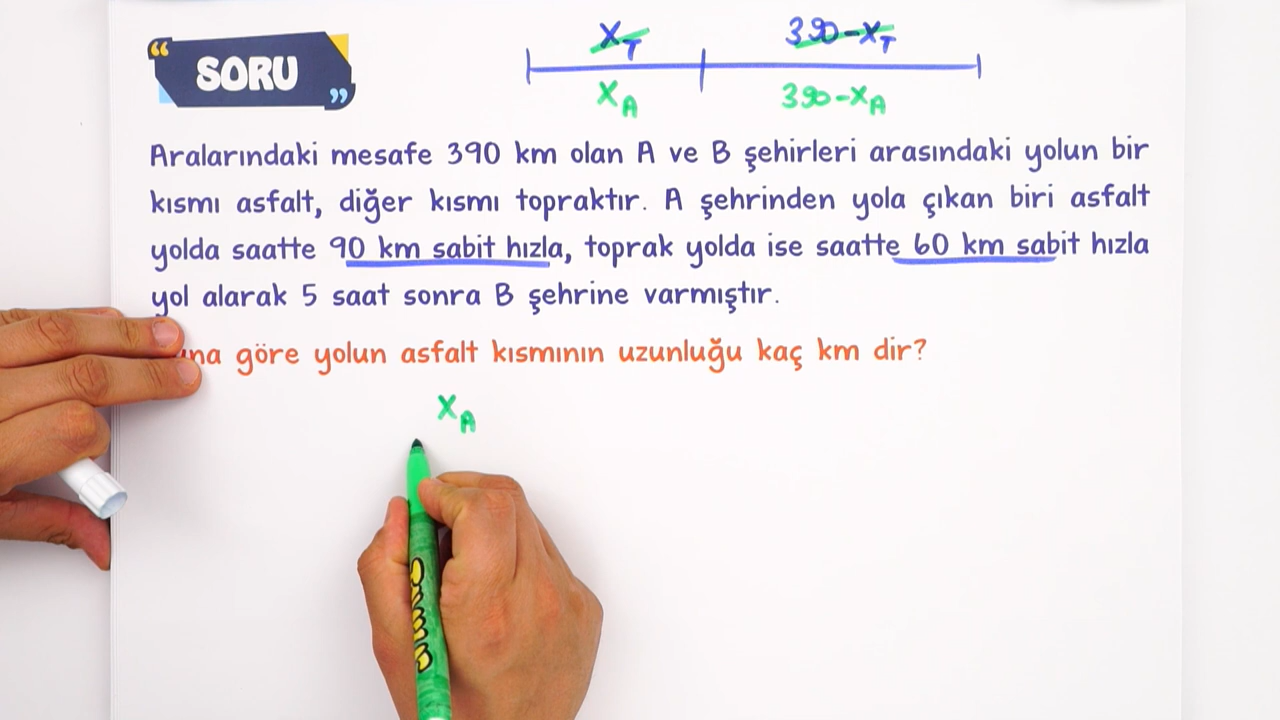 SORU
X_T 390-X_T
X_A 390-X_A
Aralarındaki mesafe 390 km olan A ve B şehirleri arasındaki yolun bir
kısmı asfalt, diğer kısmı topraktır. A şehrinden yola çıkan biri asfalt
yolda saatte 90 km sabit hızla, toprak yolda ise saatte 60 km sabit hızla
yol alarak 5 saat sonra B şehrine varmıştır.
göre yolun asfalt kısmının uzunluğu kaç km dir?
X_A